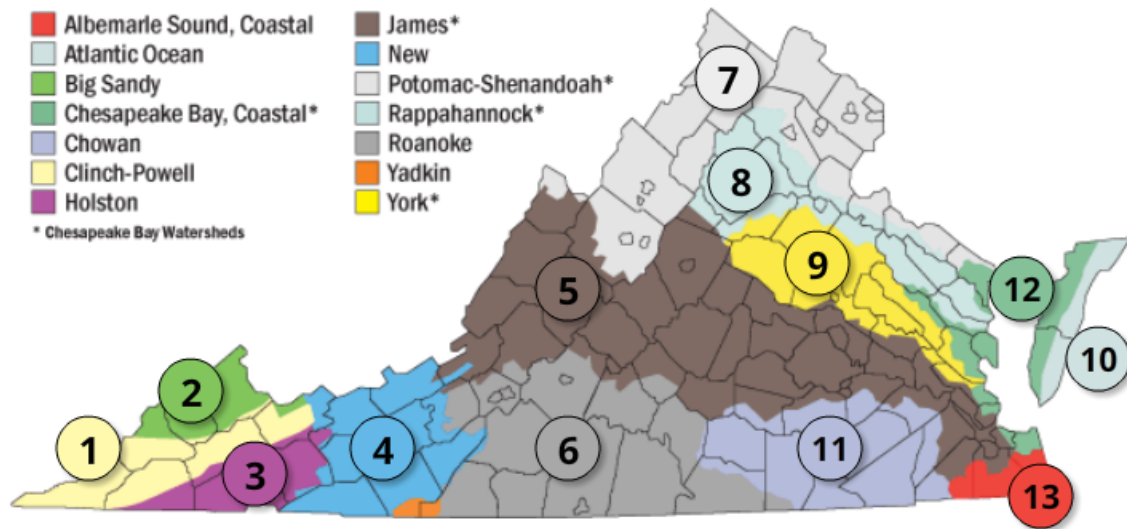 Albemarle Sound, Coastal
Atlantic Ocean
Big Sandy
Chesapeake Bay, Coastal*
Chowan
Clinch-Powell
Holston
* Chesapeake Bay Watersheds
James*
New
Potomac-Shenandoah*
Rappahannock*
Roanoke
Yadkin
York*
7
8
5
9
12
10
2
1
3
4
6
11
13